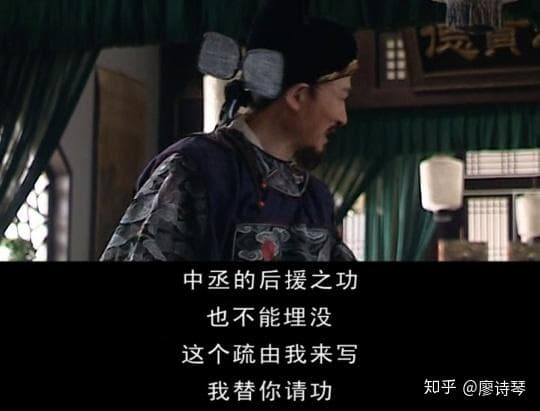 中丞的后援之功
也不能埋没
这个疏由我来写
我替你请功
知乎 @廖诗琴